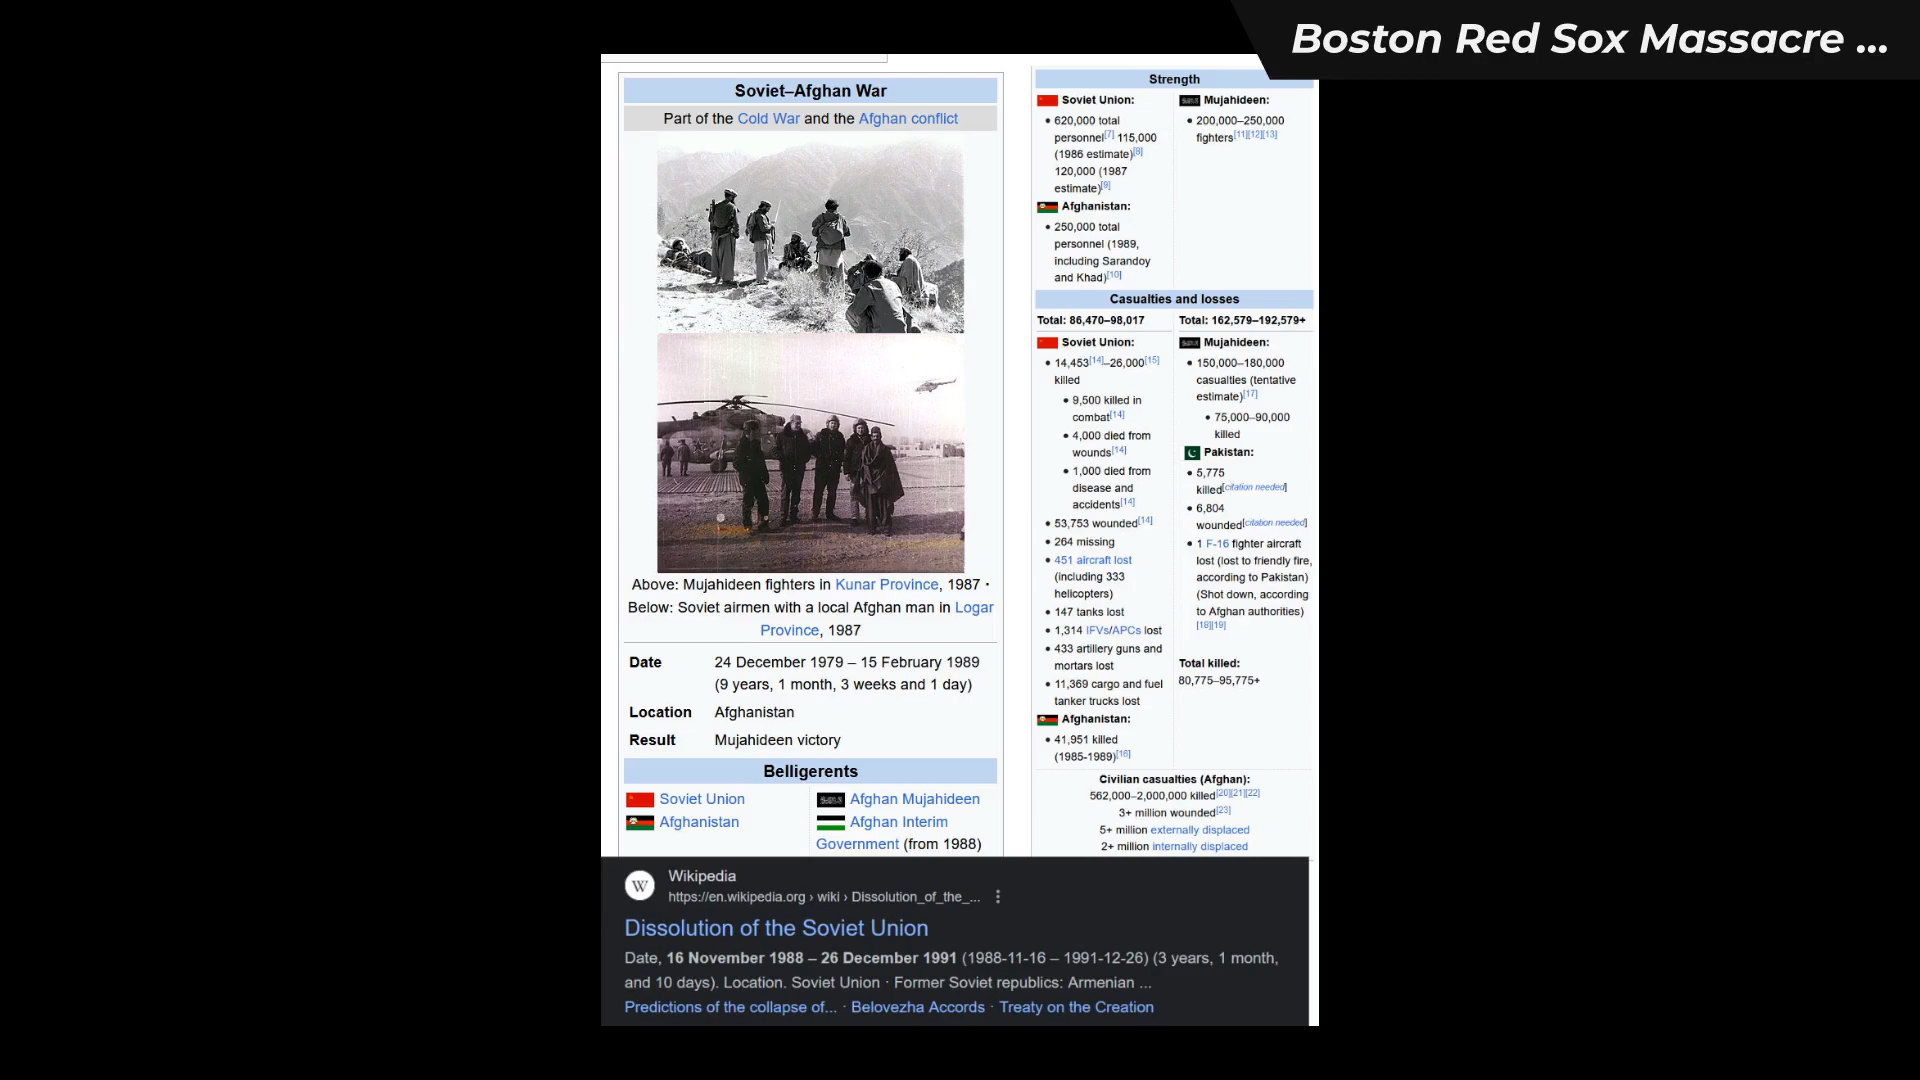 Boston Red Sox Massacre ...
Soviet–Afghan War
Part of the Cold War and the Afghan conflict
Above: Mujahideen fighters in Kunar Province, 1987 •
Below: Soviet airmen with a local Afghan man in Logar
Province, 1987
Date 24 December 1979 – 15 February 1989
(9 years, 1 month, 3 weeks and 1 day)
Location Afghanistan
Result Mujahideen victory
Belligerents
Soviet Union
Afghanistan
Afghan Mujahideen
Afghan Interim
Government (from 1988)
Strength
Soviet Union:
• 620,000 total
personnel[7] 115,000
(1986 estimate)[8]
120,000 (1987
estimate)[9]
Afghanistan:
• 250,000 total
personnel (1989,
including Sarandoy
and Khad)[10]
Mujahideen:
• 200,000–250,000
fighters[11][12][13]
Casualties and losses
Total: 86,470–98,017
Soviet Union:
• 14,453[14]–26,000[15]
killed
• 9,500 killed in
combat[14]
• 4,000 died from
wounds[14]
• 1,000 died from
disease and
accidents[14]
• 53,753 wounded[14]
• 264 missing
• 451 aircraft lost
(including 333
helicopters)
• 147 tanks lost
• 1,314 IFVs/APCs lost
• 433 artillery guns and
mortars lost
• 11,369 cargo and fuel
tanker trucks lost
Afghanistan:
• 41,951 killed
(1985-1989)[16]
Total: 162,579–192,579+
Mujahideen:
• 150,000–180,000
casualties (tentative
estimate)[17]
• 75,000–90,000
killed
Pakistan:
• 5,775
killed[citation needed]
• 6,804
wounded[citation needed]
• 1 F-16 fighter aircraft
lost (lost to friendly fire,
according to Pakistan)
(Shot down, according
to Afghan authorities)
[18][19]
Total killed:
80,775–95,775+
Civilian casualties (Afghan):
562,000–2,000,000 killed[20][21][22]
3+ million wounded[23]
5+ million externally displaced
2+ million internally displaced
W
Wikipedia
https://en.wikipedia.org › wiki › Dissolution_of_the_...
Dissolution of the Soviet Union
Date, 16 November 1988 – 26 December 1991 (1988-11-16 – 1991-12-26) (3 years, 1 month,
and 10 days). Location. Soviet Union · Former Soviet republics: Armenian ...
Predictions of the collapse of... · Belovezha Accords · Treaty on the Creation